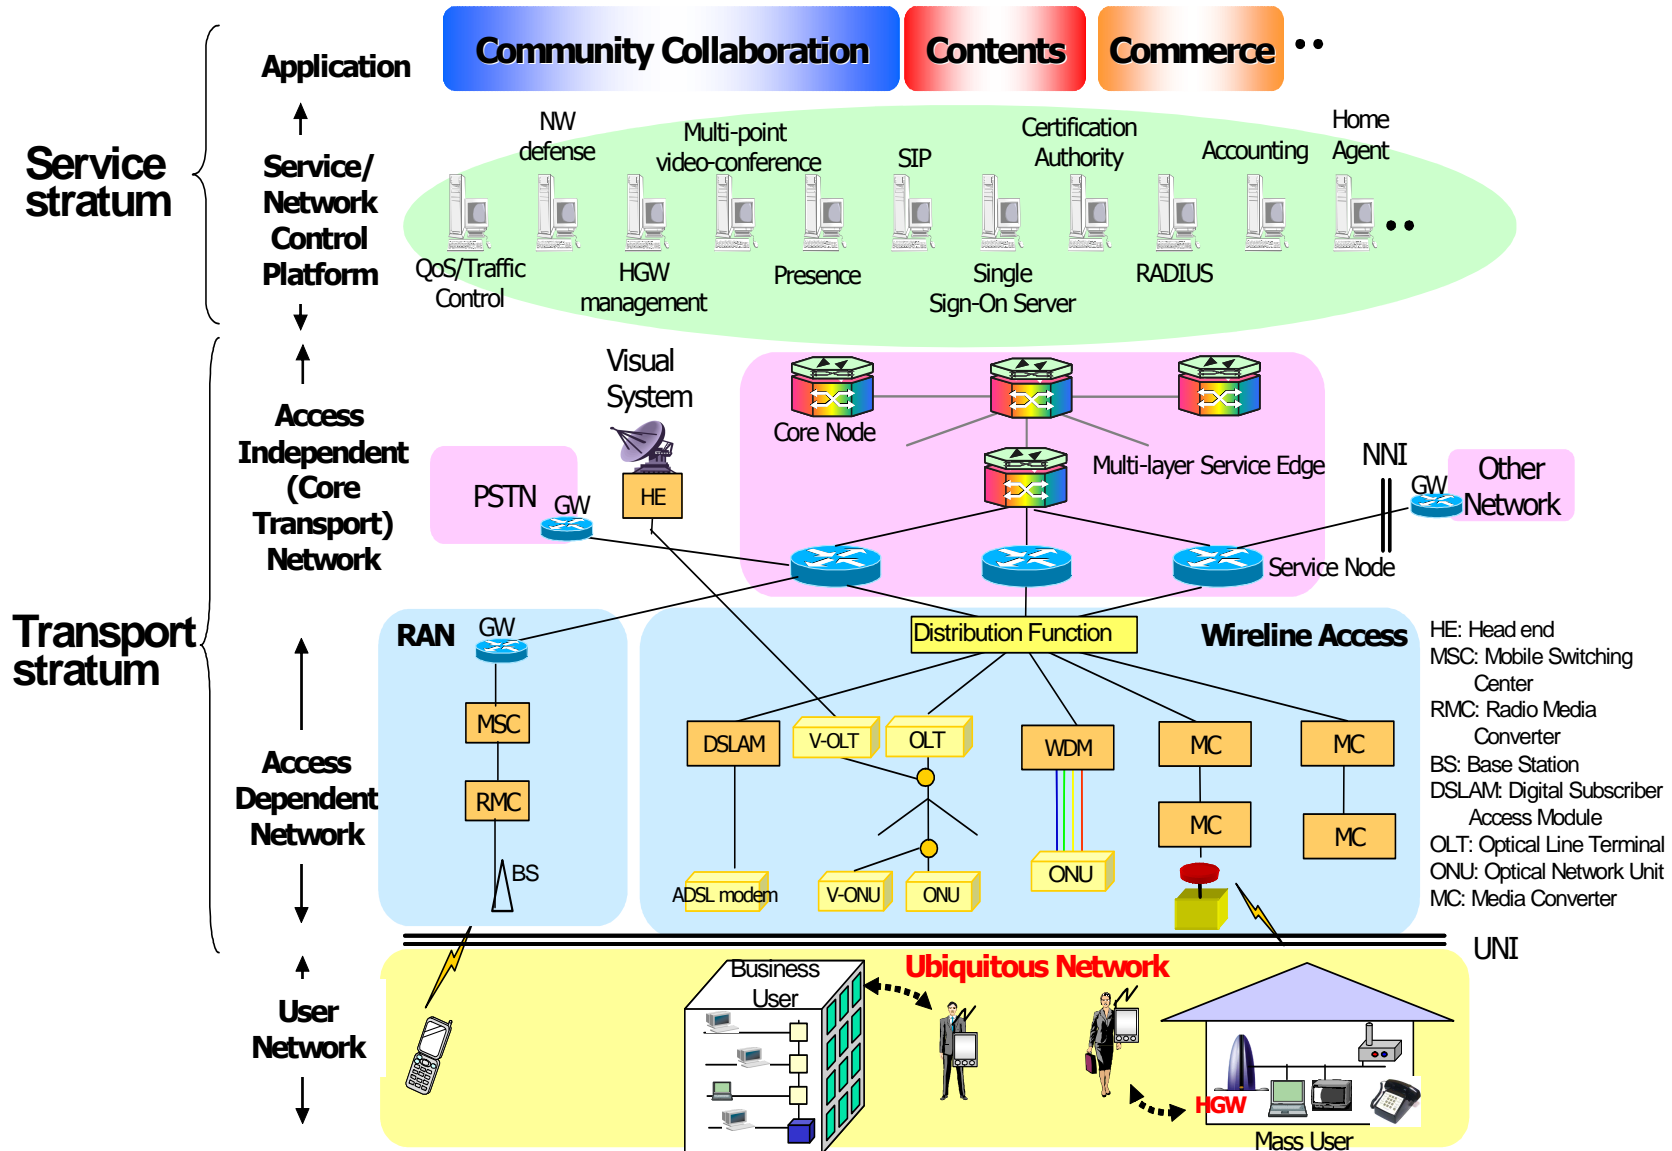 Community Collaboration
Contents
Commerce
Application
Service
stratum
Service/
Network
Control
Platform
NW
defense
Multi-point
video-conference
SIP
Certification
Authority
Accounting
Home
Agent
QoS/Traffic
Control
HGW
management
Presence
Single
Sign-On Server
RADIUS
Transport
stratum
Access
Independent
(Core
Transport)
Network
Visual
System
HE
PSTN
GW
Core Node
Multi-layer Service Edge
Service Node
NNI
GW
Other
Network
Access
Dependent
Network
RAN
GW
MSC
RMC
BS
Distribution Function
Wireline Access
DSLAM
V-OLT
OLT
WDM
MC
MC
MC
MC
ADSL modem
V-ONU
ONU
ONU
HE: Head end
MSC: Mobile Switching
Center
RMC: Radio Media
Converter
BS: Base Station
DSLAM: Digital Subscriber
Access Module
OLT: Optical Line Terminal
ONU: Optical Network Unit
MC: Media Converter
UNI
User
Network
Business
User
Ubiquitous Network
HGW
Mass User